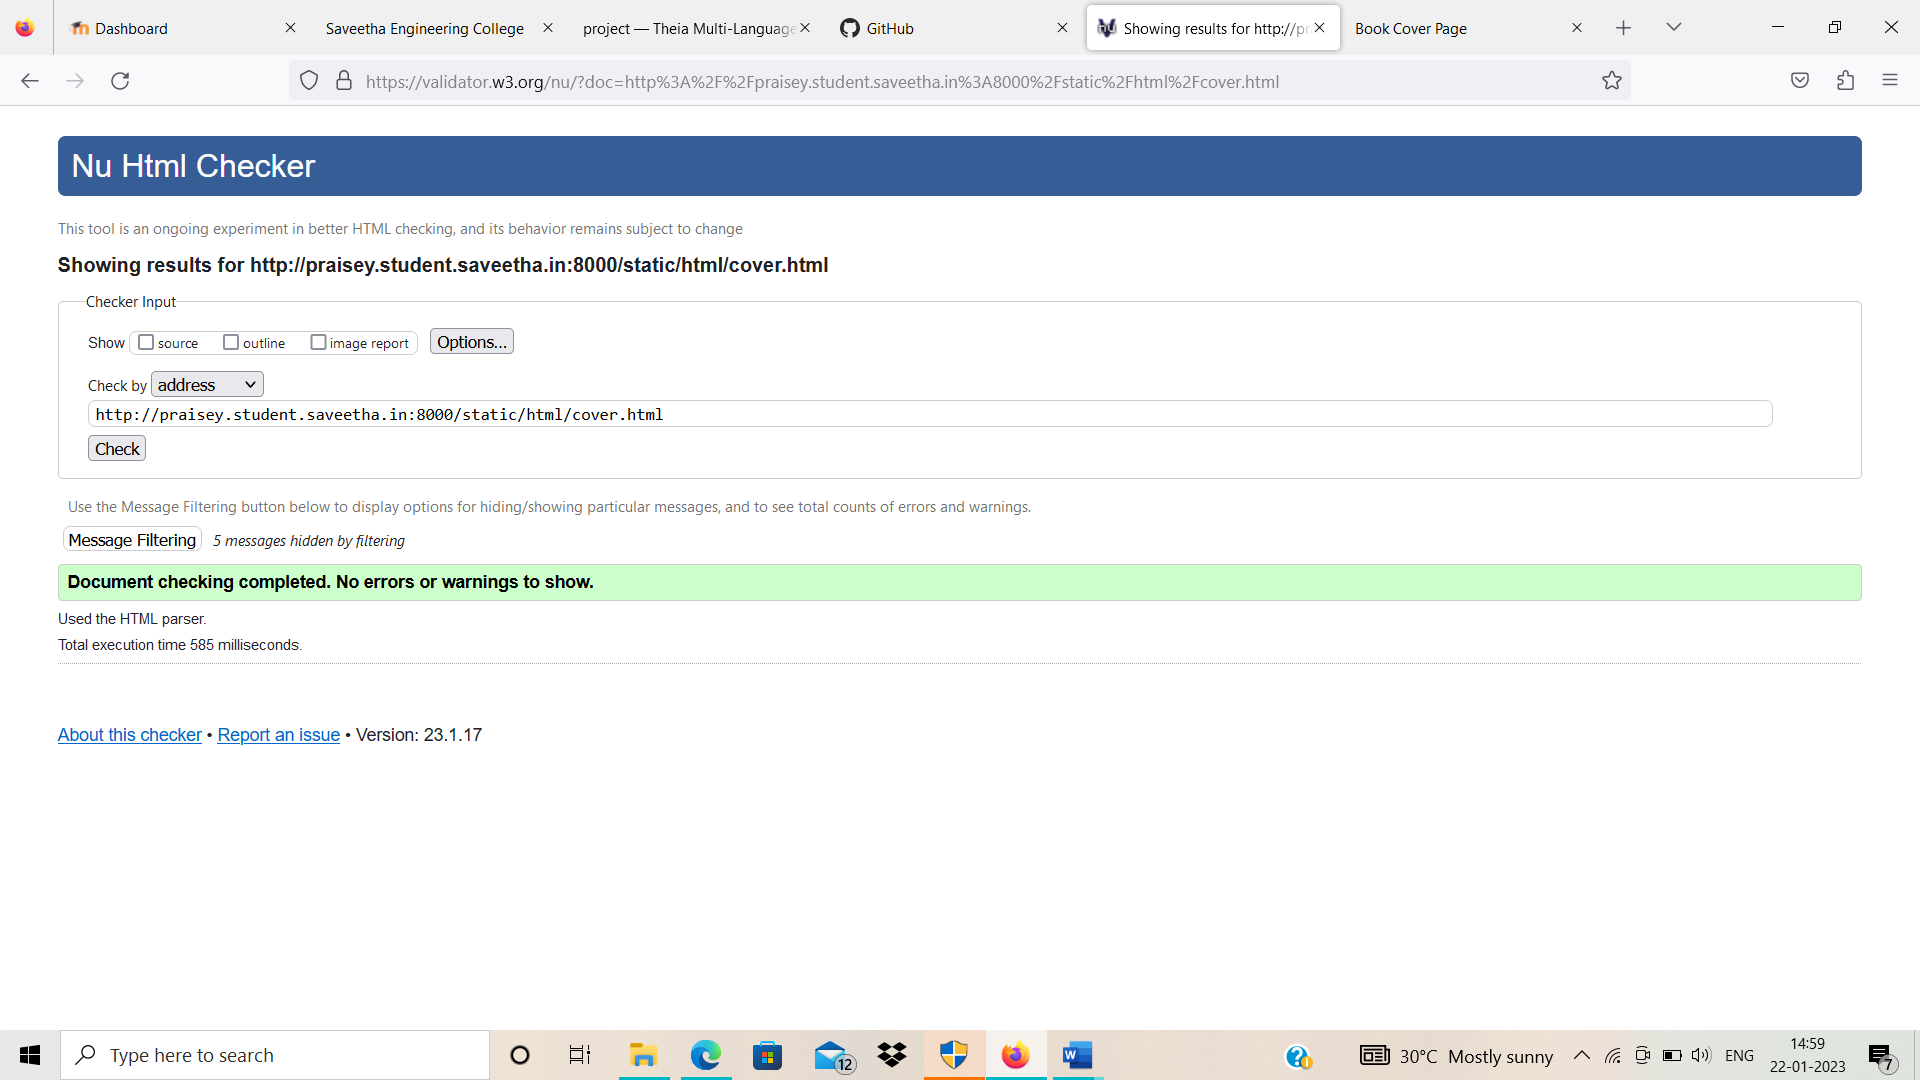 Dashboard
Saveetha Engineering College
project — Theia Multi-Language
GitHub
Showing results for http://pr
Book Cover Page
https://validator.w3.org/nu/?doc=http%3A%2F%2Fpraisey.student.saveetha.in%3A8000%2Fstatic%2Fhtml%2Fcover.html
Nu Html Checker
This tool is an ongoing experiment in better HTML checking, and its behavior remains subject to change
Showing results for http://praisey.student.saveetha.in:8000/static/html/cover.html
Checker Input
Show source outline image report Options...
Check by address
http://praisey.student.saveetha.in:8000/static/html/cover.html
Check
Use the Message Filtering button below to display options for hiding/showing particular messages, and to see total counts of errors and warnings.
Message Filtering 5 messages hidden by filtering
Document checking completed. No errors or warnings to show.
Used the HTML parser.
Total execution time 585 milliseconds.
About this checker • Report an issue • Version: 23.1.17
Type here to search
12
30°C Mostly sunny
ENG
14:59
22-01-2023
7